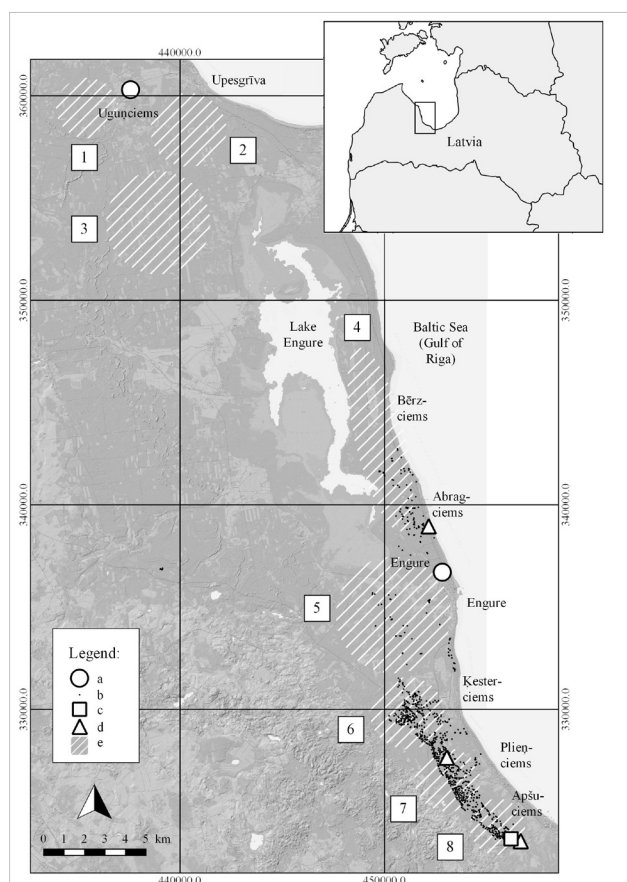 440000.0
Upesgrīva
360000.0
Uguņciems
1
2
3
Latvia
350000.0
350000.0
4
Lake
Engure
Baltic Sea
(Gulf of
Riga)
Bērz-
ciems
340000.0
340000.0
Abrag-
ciems
Engure
Engure
5
Ķester-
ciems
Legend:
a
b
c
d
e
330000.0
330000.0
6
Plieņ-
ciems
7
Apšu-
ciems
8
0 1 2 3 4 5 km
440000.0
450000.0